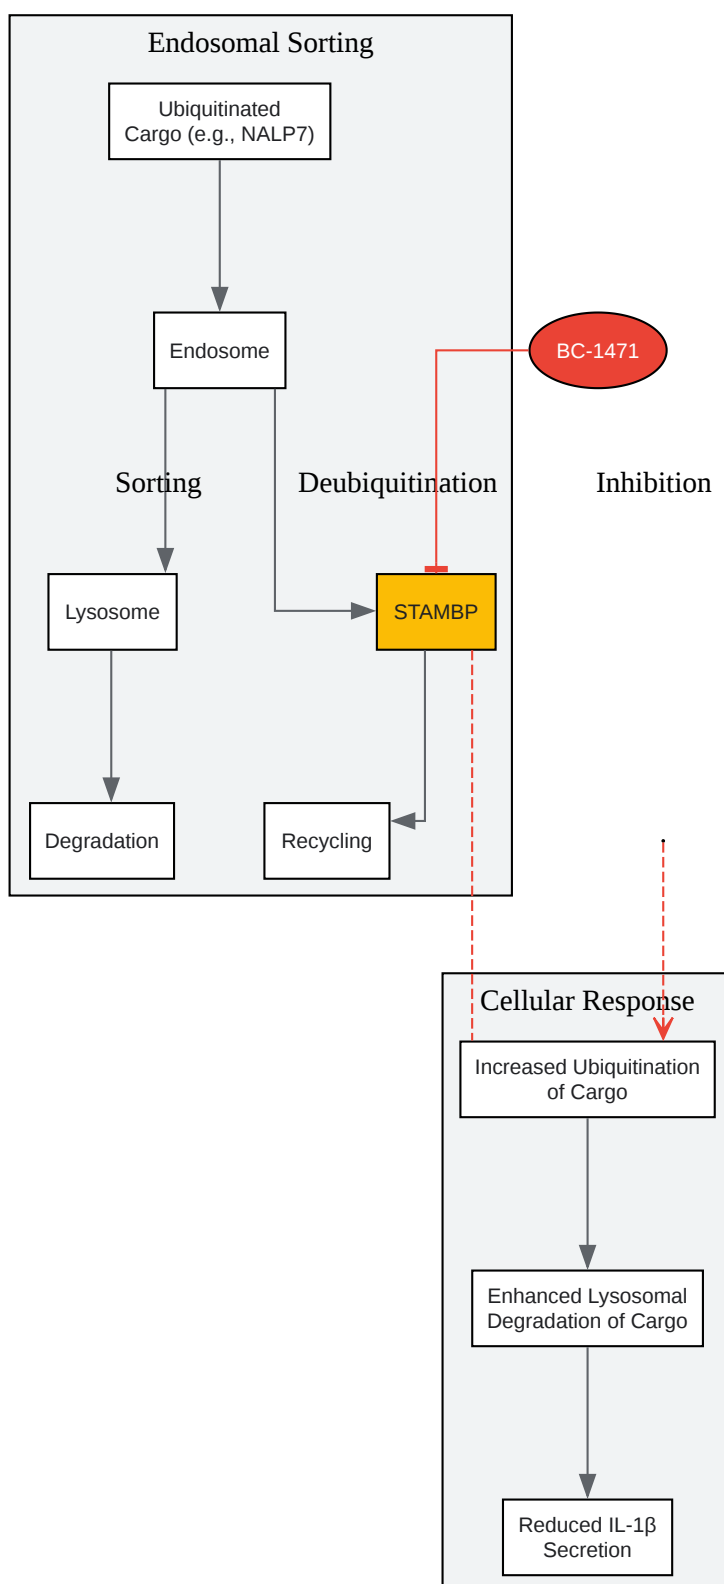 Endosomal Sorting
Ubiquitinated
Cargo (e.g., NALP7)
Endosome
BC-1471
Sorting
Deubiquitination
Inhibition
Lysosome
STAMBP
Degradation
Recycling
Cellular Response
Increased Ubiquitination
of Cargo
Enhanced Lysosomal
Degradation of Cargo
Reduced IL-1β
Secretion